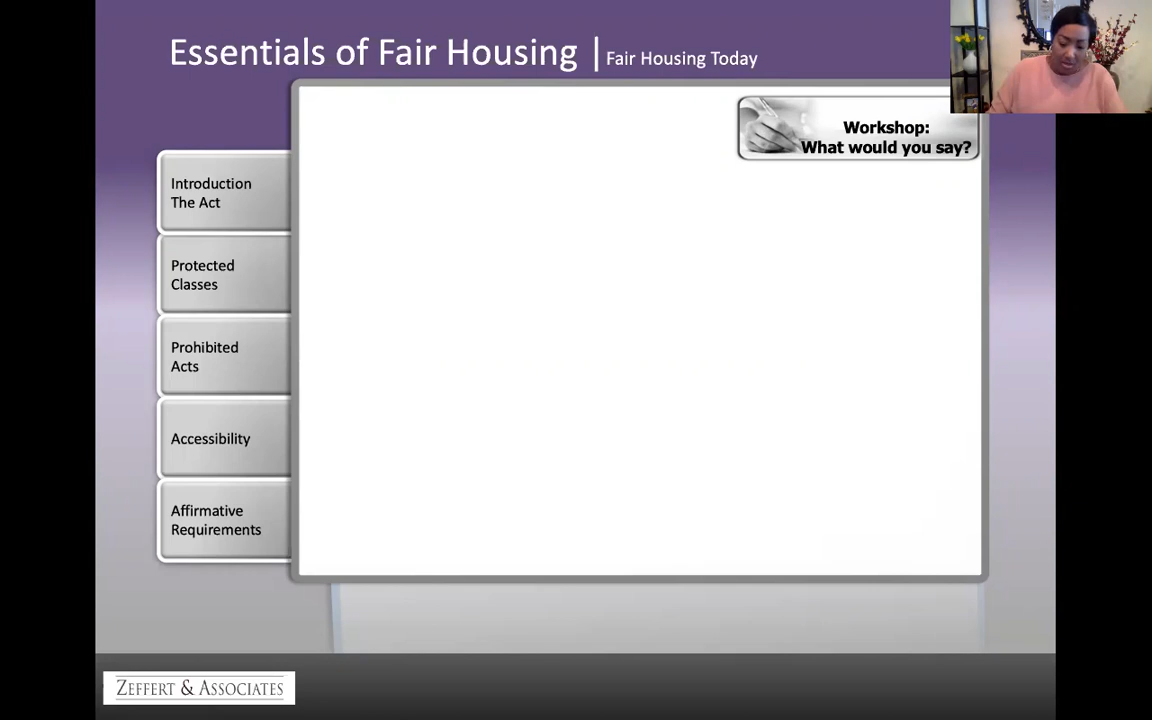 Essentials of Fair Housing | Fair Housing Today
Workshop:
What would you say?
Introduction
The Act
Protected
Classes
Prohibited
Acts
Accessibility
Affirmative
Requirements
ZEFFERT & ASSOCIATES